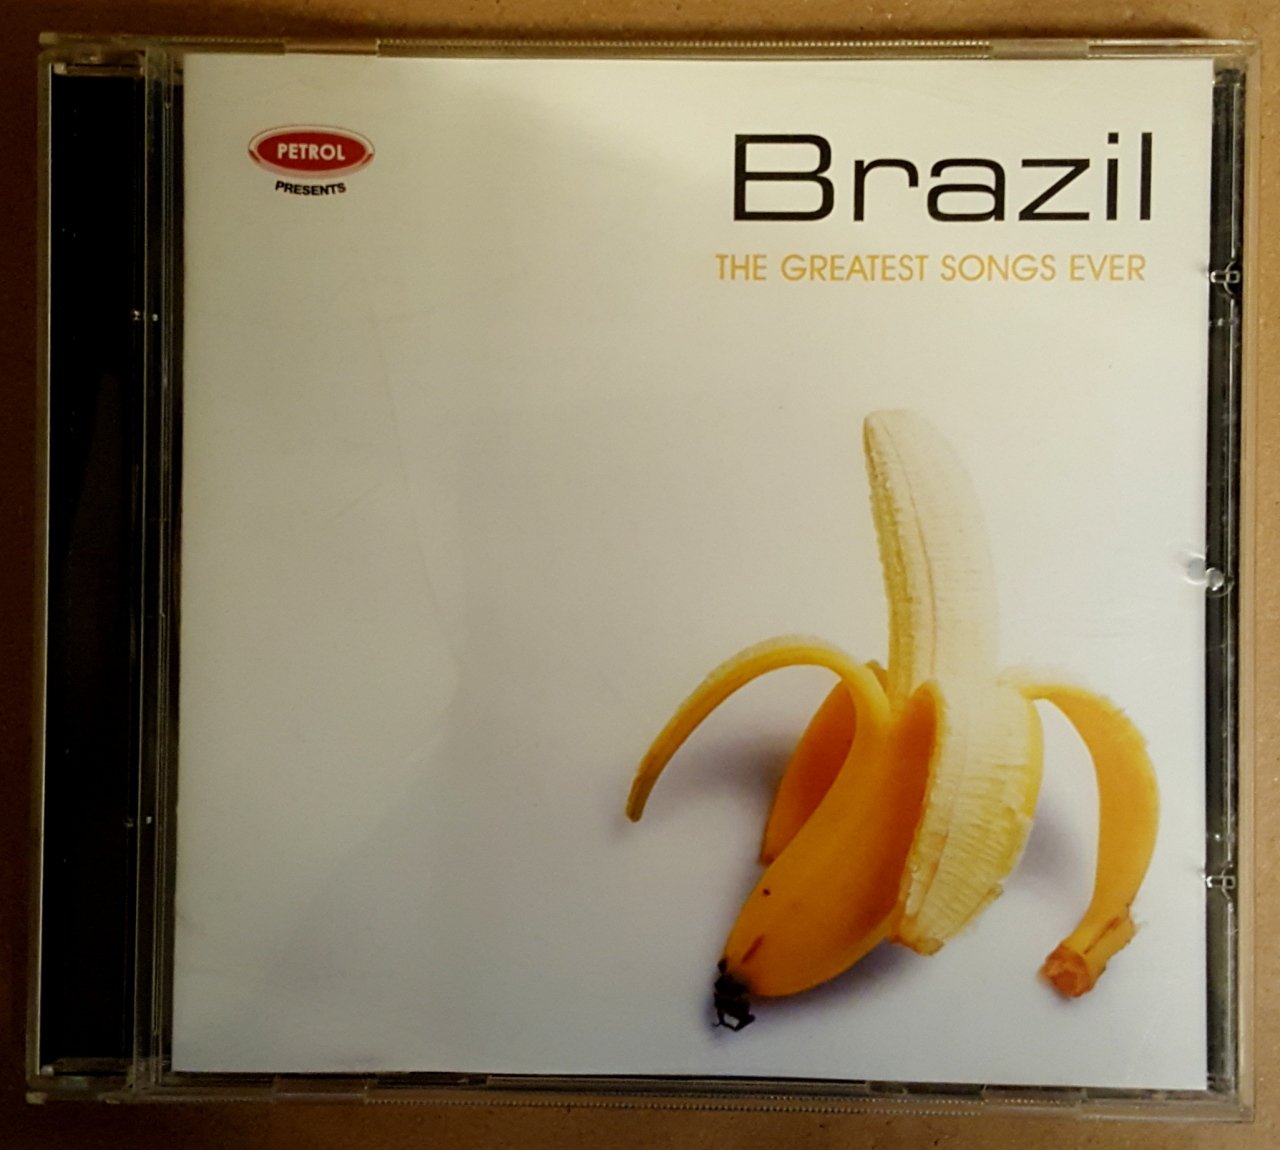 PETROL
PRESENTS
Brazil
THE GREATEST SONGS EVER